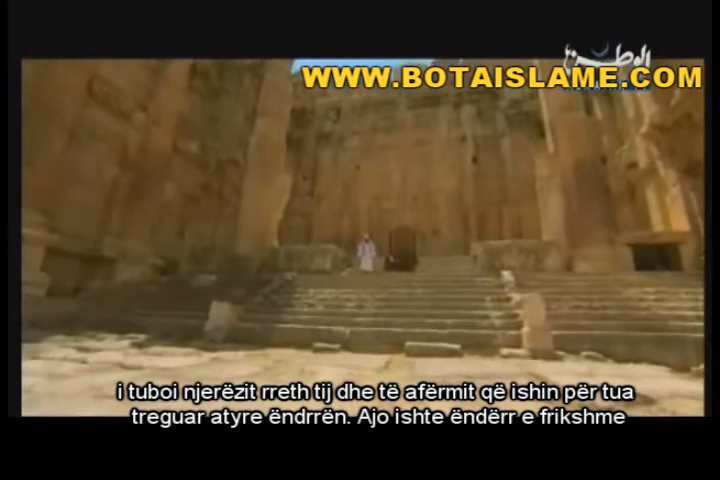 الوطن
WWW.BOTAISLAME.COM
i tuboi njerëzit rreth tij dhe të afërmit që ishin për tua
treguar atyre ëndrrën. Ajo ishte ëndërr e frikshme